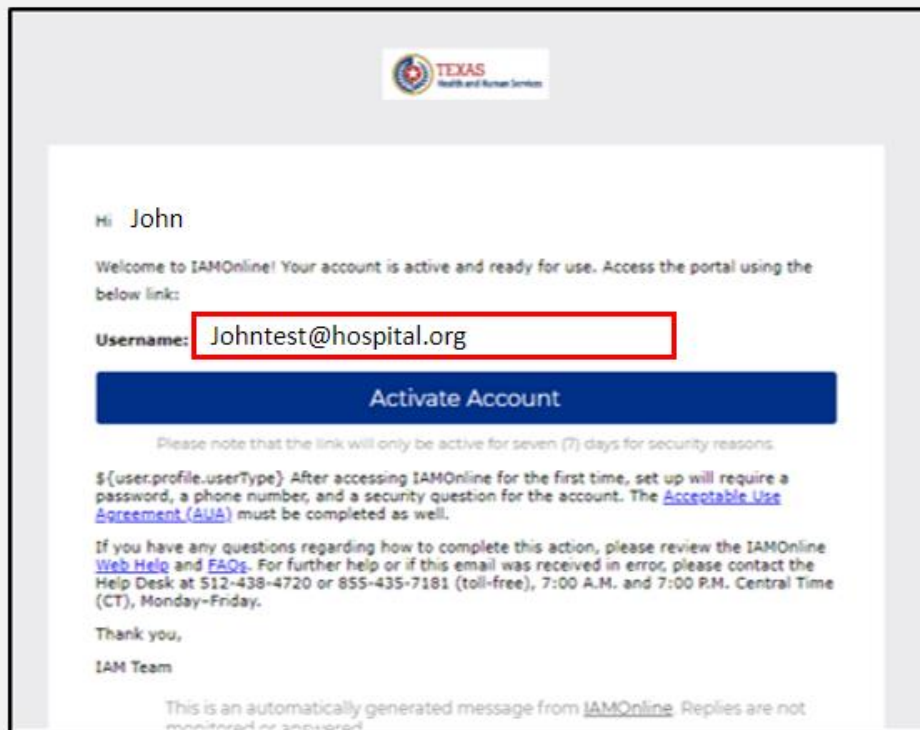 TEXAS
Health and Human Services
Hi John
Welcome to IAMOnline! Your account is active and ready for use. Access the portal using the
below link:
Username: Johntest@hospital.org
Activate Account
Please note that the link will only be active for seven (7) days for security reasons.
${user.profile.userType} After accessing IAMOnline for the first time, set up will require a
password, a phone number, and a security question for the account. The Acceptable Use
Agreement (AUA) must be completed as well.
If you have any questions regarding how to complete this action, please review the IAMOnline
Web Help and FAQs. For further help or if this email was received in error, please contact the
Help Desk at 512-438-4720 or 855-435-7181 (toll-free), 7:00 A.M. and 7:00 P.M. Central Time
(CT), Monday–Friday.
Thank you,
IAM Team
This is an automatically generated message from IAMOnline. Replies are not
monitored or answered